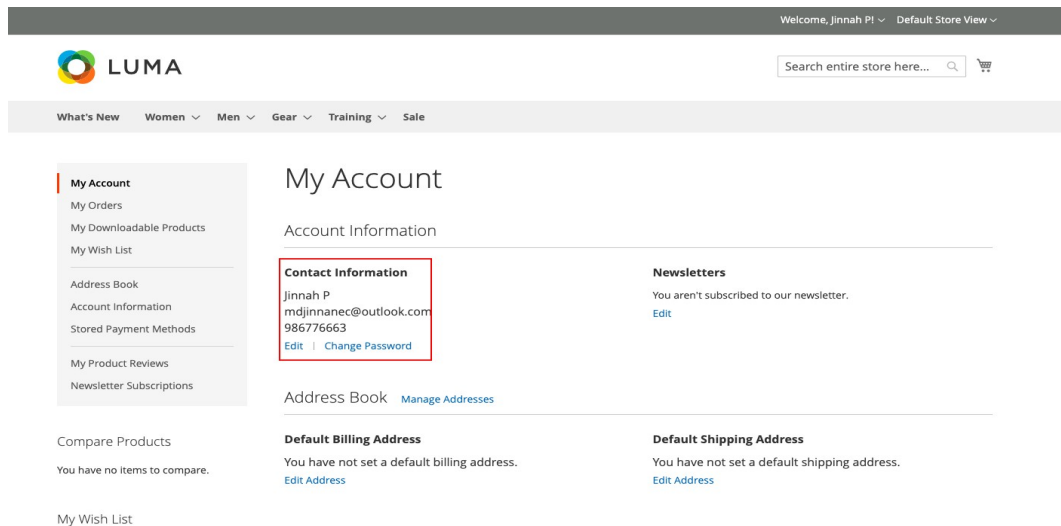 Welcome, Jinnah P! Default Store View
LUMA
Search entire store here...
What's New Women Men Gear Training Sale
My Account
My Orders
My Downloadable Products
My Wish List
Address Book
Account Information
Stored Payment Methods
My Product Reviews
Newsletter Subscriptions
Compare Products
You have no items to compare.
My Wish List
My Account
Account Information
Contact Information
Jinnah P
mdjinnanec@outlook.com
986776663
Edit | Change Password
Newsletters
You aren't subscribed to our newsletter.
Edit
Address Book Manage Addresses
Default Billing Address
You have not set a default billing address.
Edit Address
Default Shipping Address
You have not set a default shipping address.
Edit Address